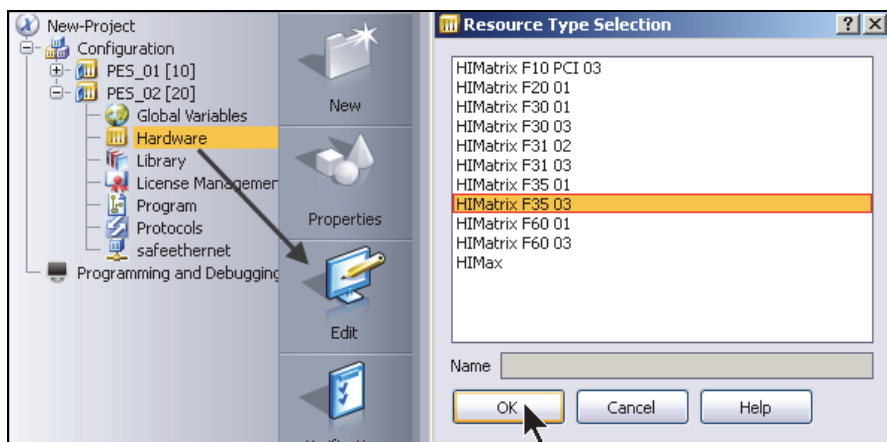 New-Project
Configuration
PES_01 [10]
PES_02 [20]
Global Variables
Hardware
Library
License Managemen
Program
Protocols
safeethernet
Programming and Debugging
New
Properties
Edit
Resource Type Selection
HIMatrix F10 PCI 03
HIMatrix F20 01
HIMatrix F30 01
HIMatrix F30 03
HIMatrix F31 02
HIMatrix F31 03
HIMatrix F35 01
HIMatrix F35 03
HIMatrix F60 01
HIMatrix F60 03
HIMax
Name
OK
Cancel
Help